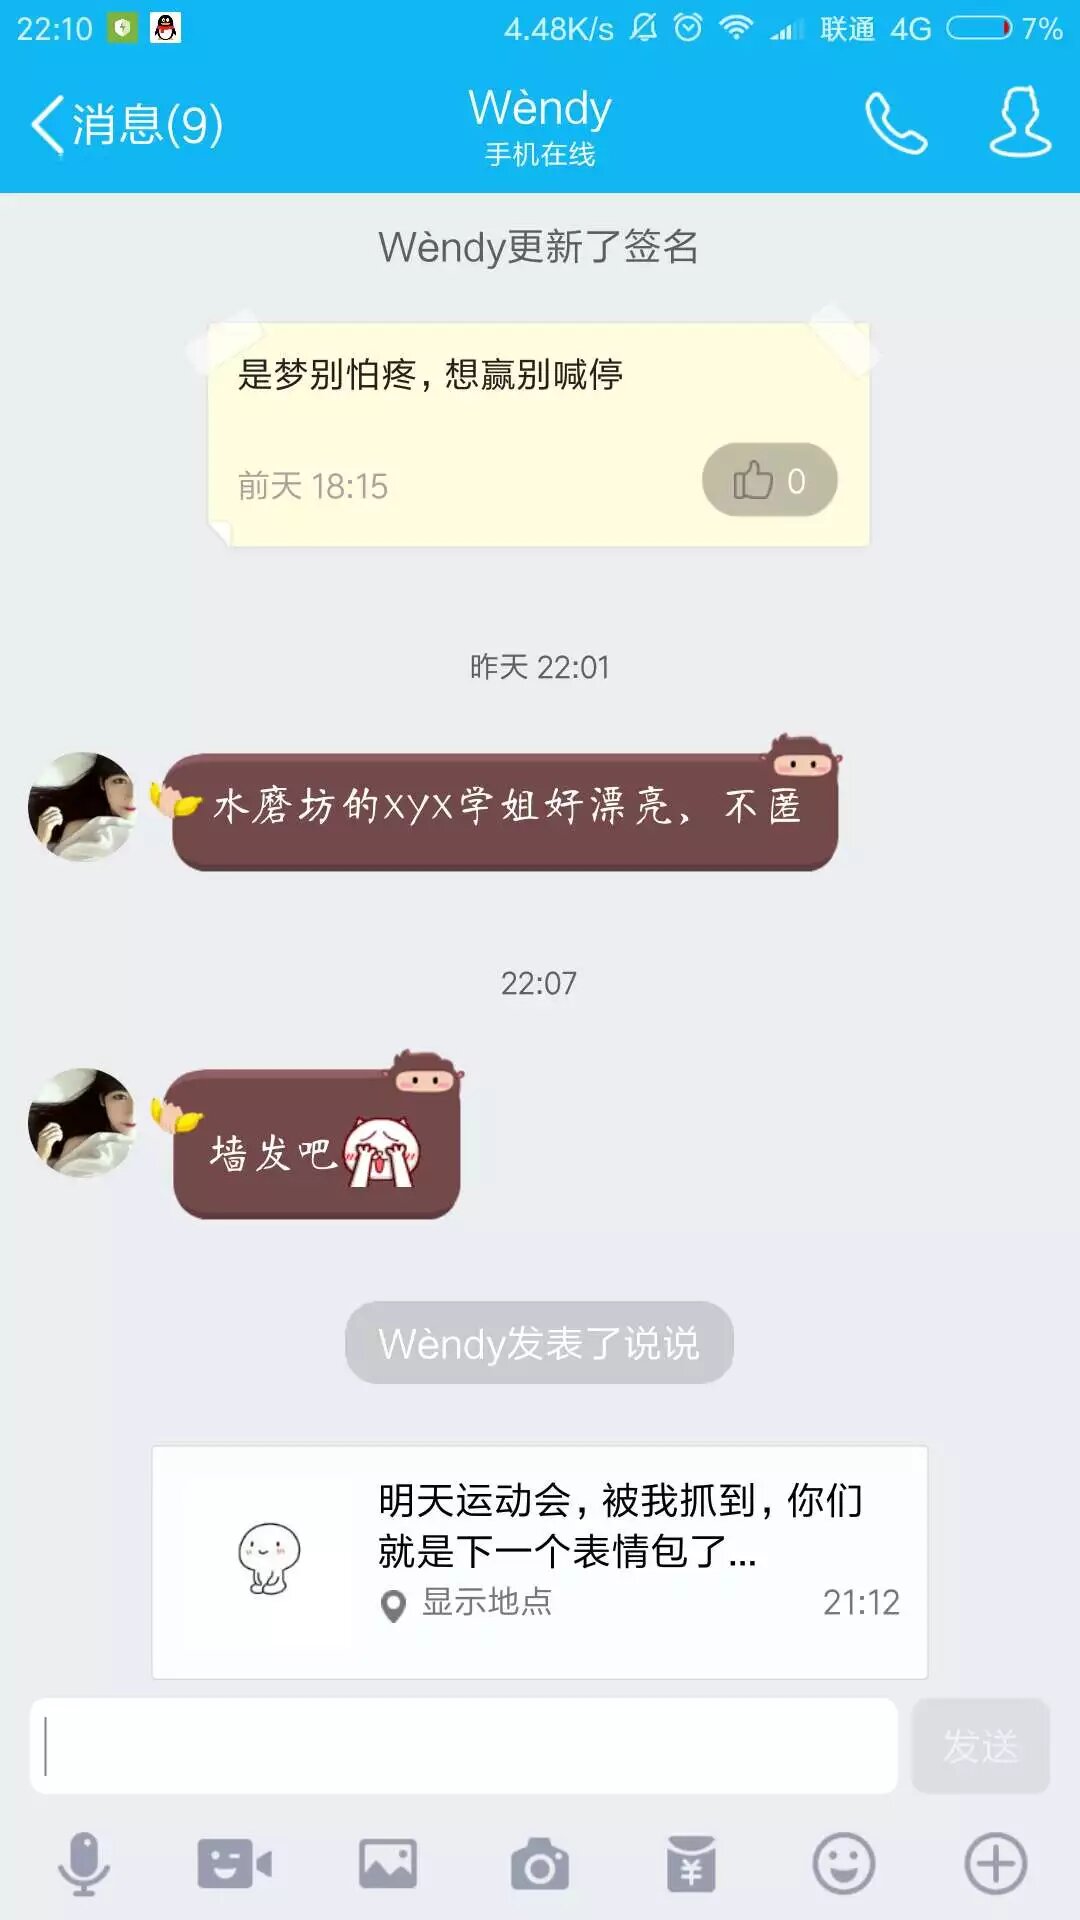 22:10
4.48K/s 联通 4G 7%
消息(9)
Wèndy
手机在线
Wèndy更新了签名
是梦别怕疼，想赢别喊停
前天 18:15
0
昨天 22:01
水磨坊的xyx学姐好漂亮，不匿
22:07
墙发吧
Wèndy发表了说说
明天运动会，被我抓到，你们
就是下一个表情包了...
显示地点 21:12
发送